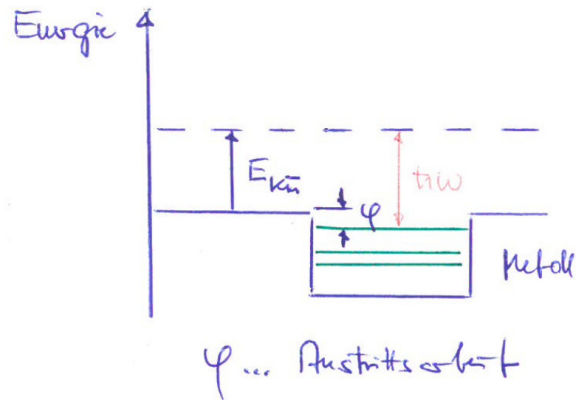 Energie
E_kin
φ
ħω
Metall
φ... Austrittsarbeit